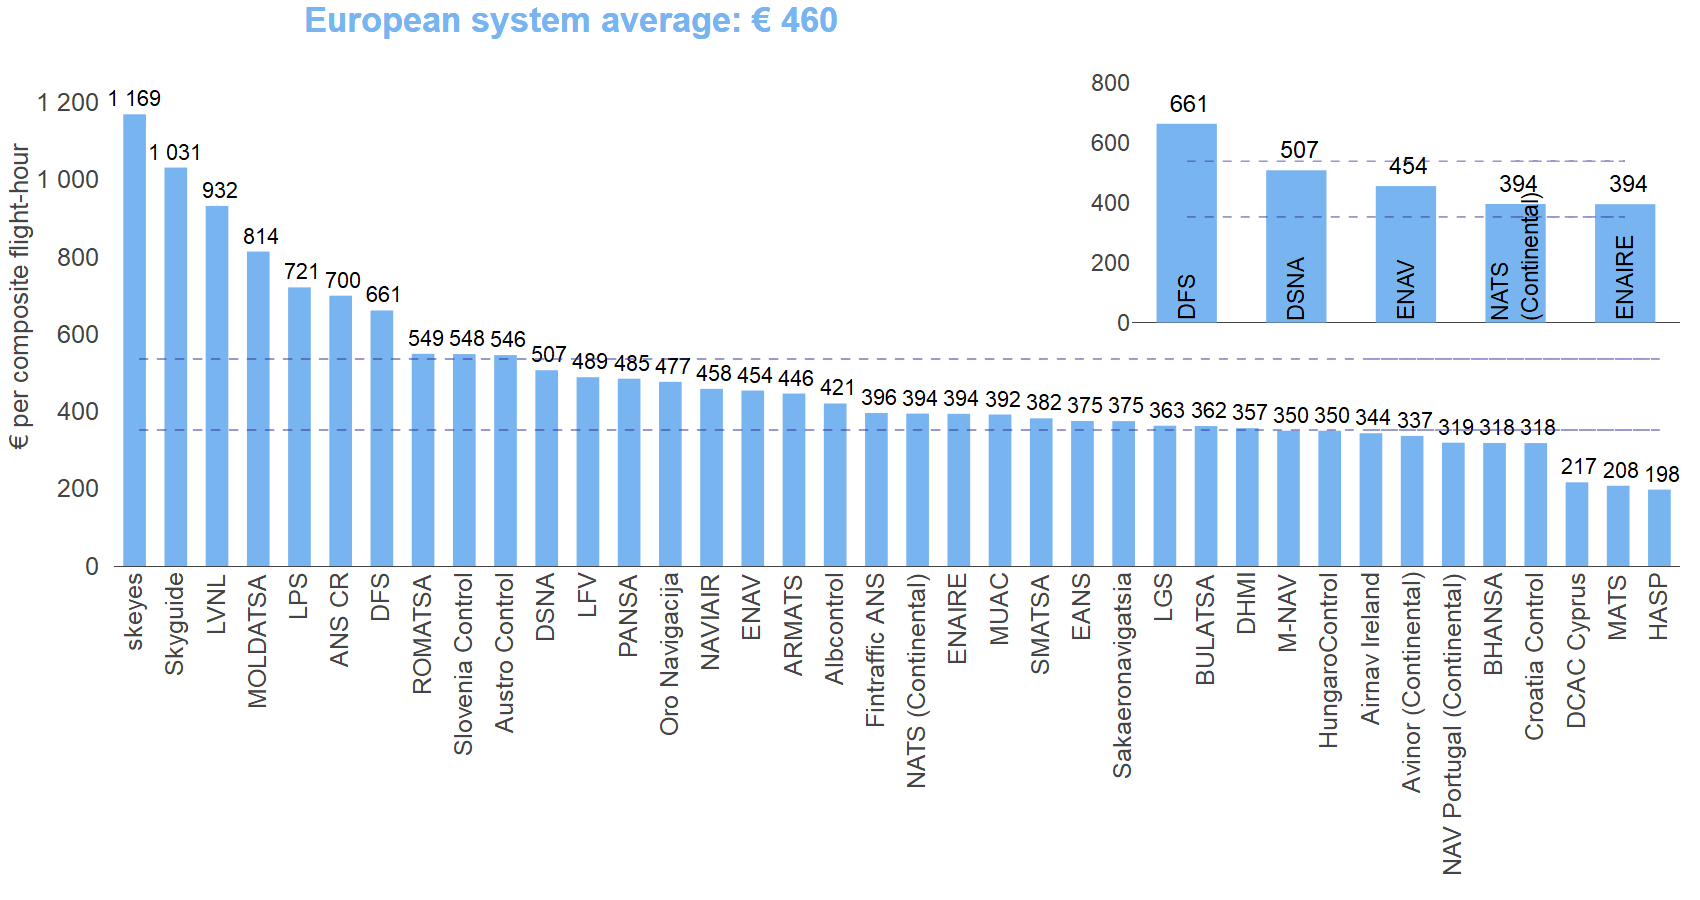 European system average: € 460
€ per composite flight-hour
1 200
1 000
800
600
400
200
0
1 169
1 031
932
814
721
700
661
549
548
546
507
489
485
477
458
454
446
421
396
394
394
392
382
375
375
363
362
357
350
350
344
337
319
318
318
217
208
198
skeyes
Skyguide
LVNL
MOLDATSA
LPS
ANS CR
DFS
ROMATSA
Slovenia Control
Austro Control
DSNA
LFV
PANSA
Oro Navigacija
NAVIAIR
ENAV
ARMATS
Albcontrol
Fintraffic ANS
NATS (Continental)
ENAIRE
MUAC
SMATSA
EANS
Sakaeronavigatsia
LGS
BULATSA
DHMI
M-NAV
HungaroControl
Airnav Ireland
Avinor (Continental)
NAV Portugal (Continental)
BHANSA
Croatia Control
DCAC Cyprus
MATS
HASP
800
600
400
200
0
661
507
454
394
394
DFS
DSNA
ENAV
NATS
(Continental)
ENAIRE